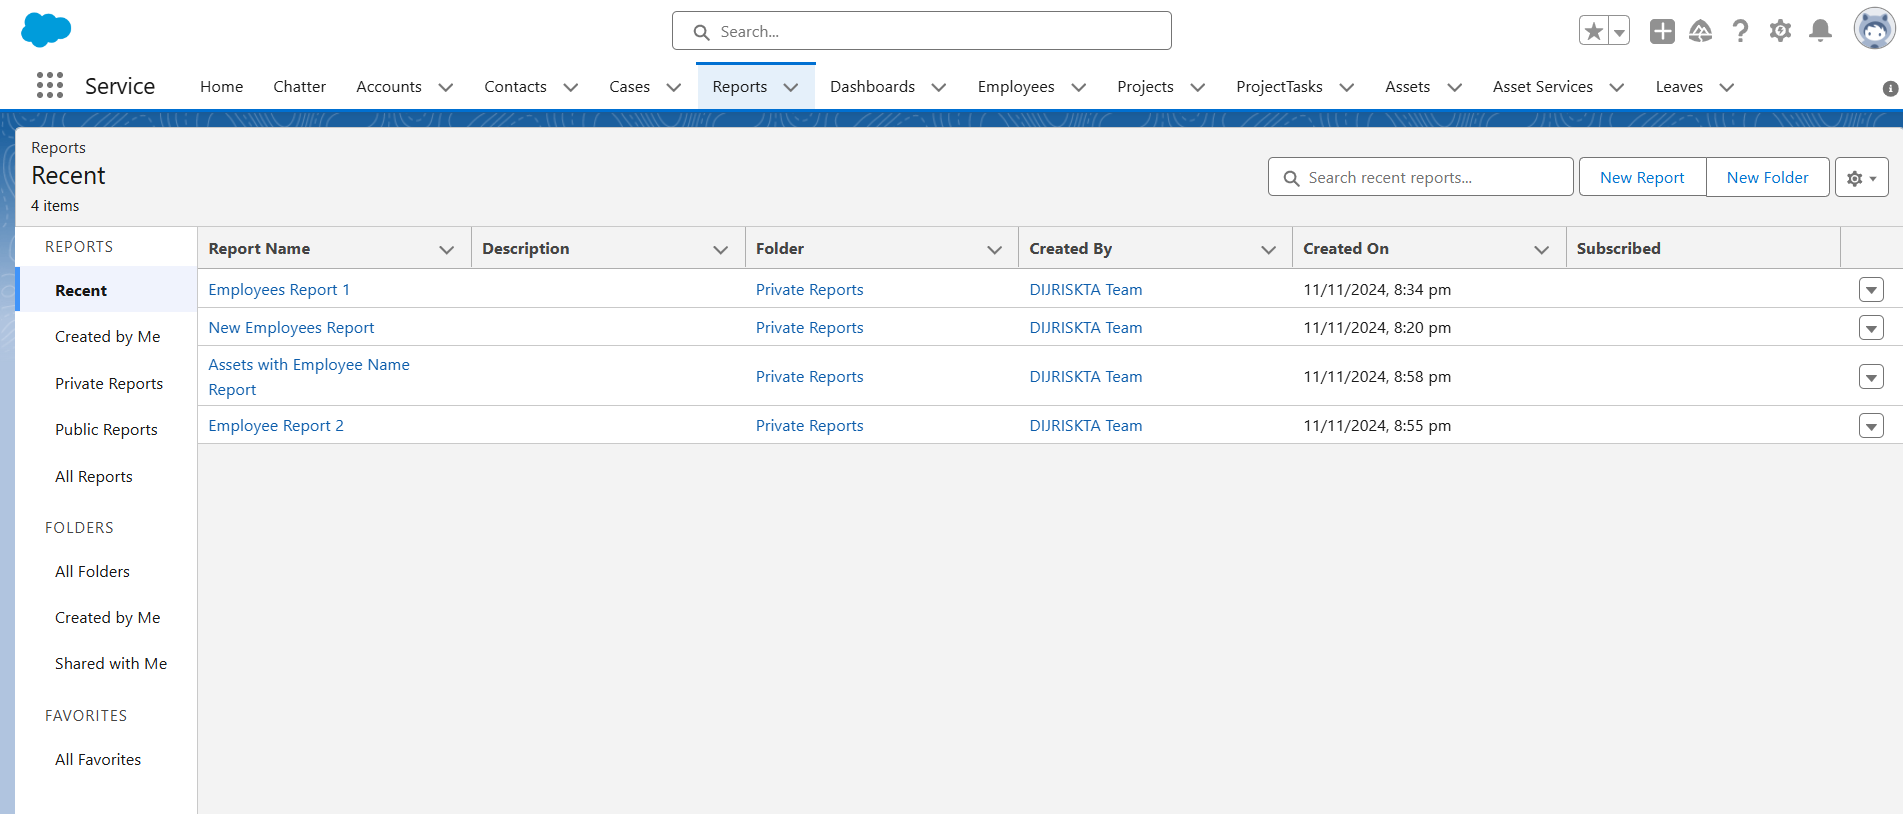 Search...
Service Home Chatter Accounts Contacts Cases Reports Dashboards Employees Projects ProjectTasks Assets Asset Services Leaves
Reports
Recent
4 items
Search recent reports...
New Report
New Folder
REPORTS
Recent
Created by Me
Private Reports
Public Reports
All Reports
FOLDERS
All Folders
Created by Me
Shared with Me
FAVORITES
All Favorites
Report Name Description Folder Created By Created On Subscribed
Employees Report 1 Private Reports DIJRISKTA Team 11/11/2024, 8:34 pm
New Employees Report Private Reports DIJRISKTA Team 11/11/2024, 8:20 pm
Assets with Employee Name
Report Private Reports DIJRISKTA Team 11/11/2024, 8:58 pm
Employee Report 2 Private Reports DIJRISKTA Team 11/11/2024, 8:55 pm